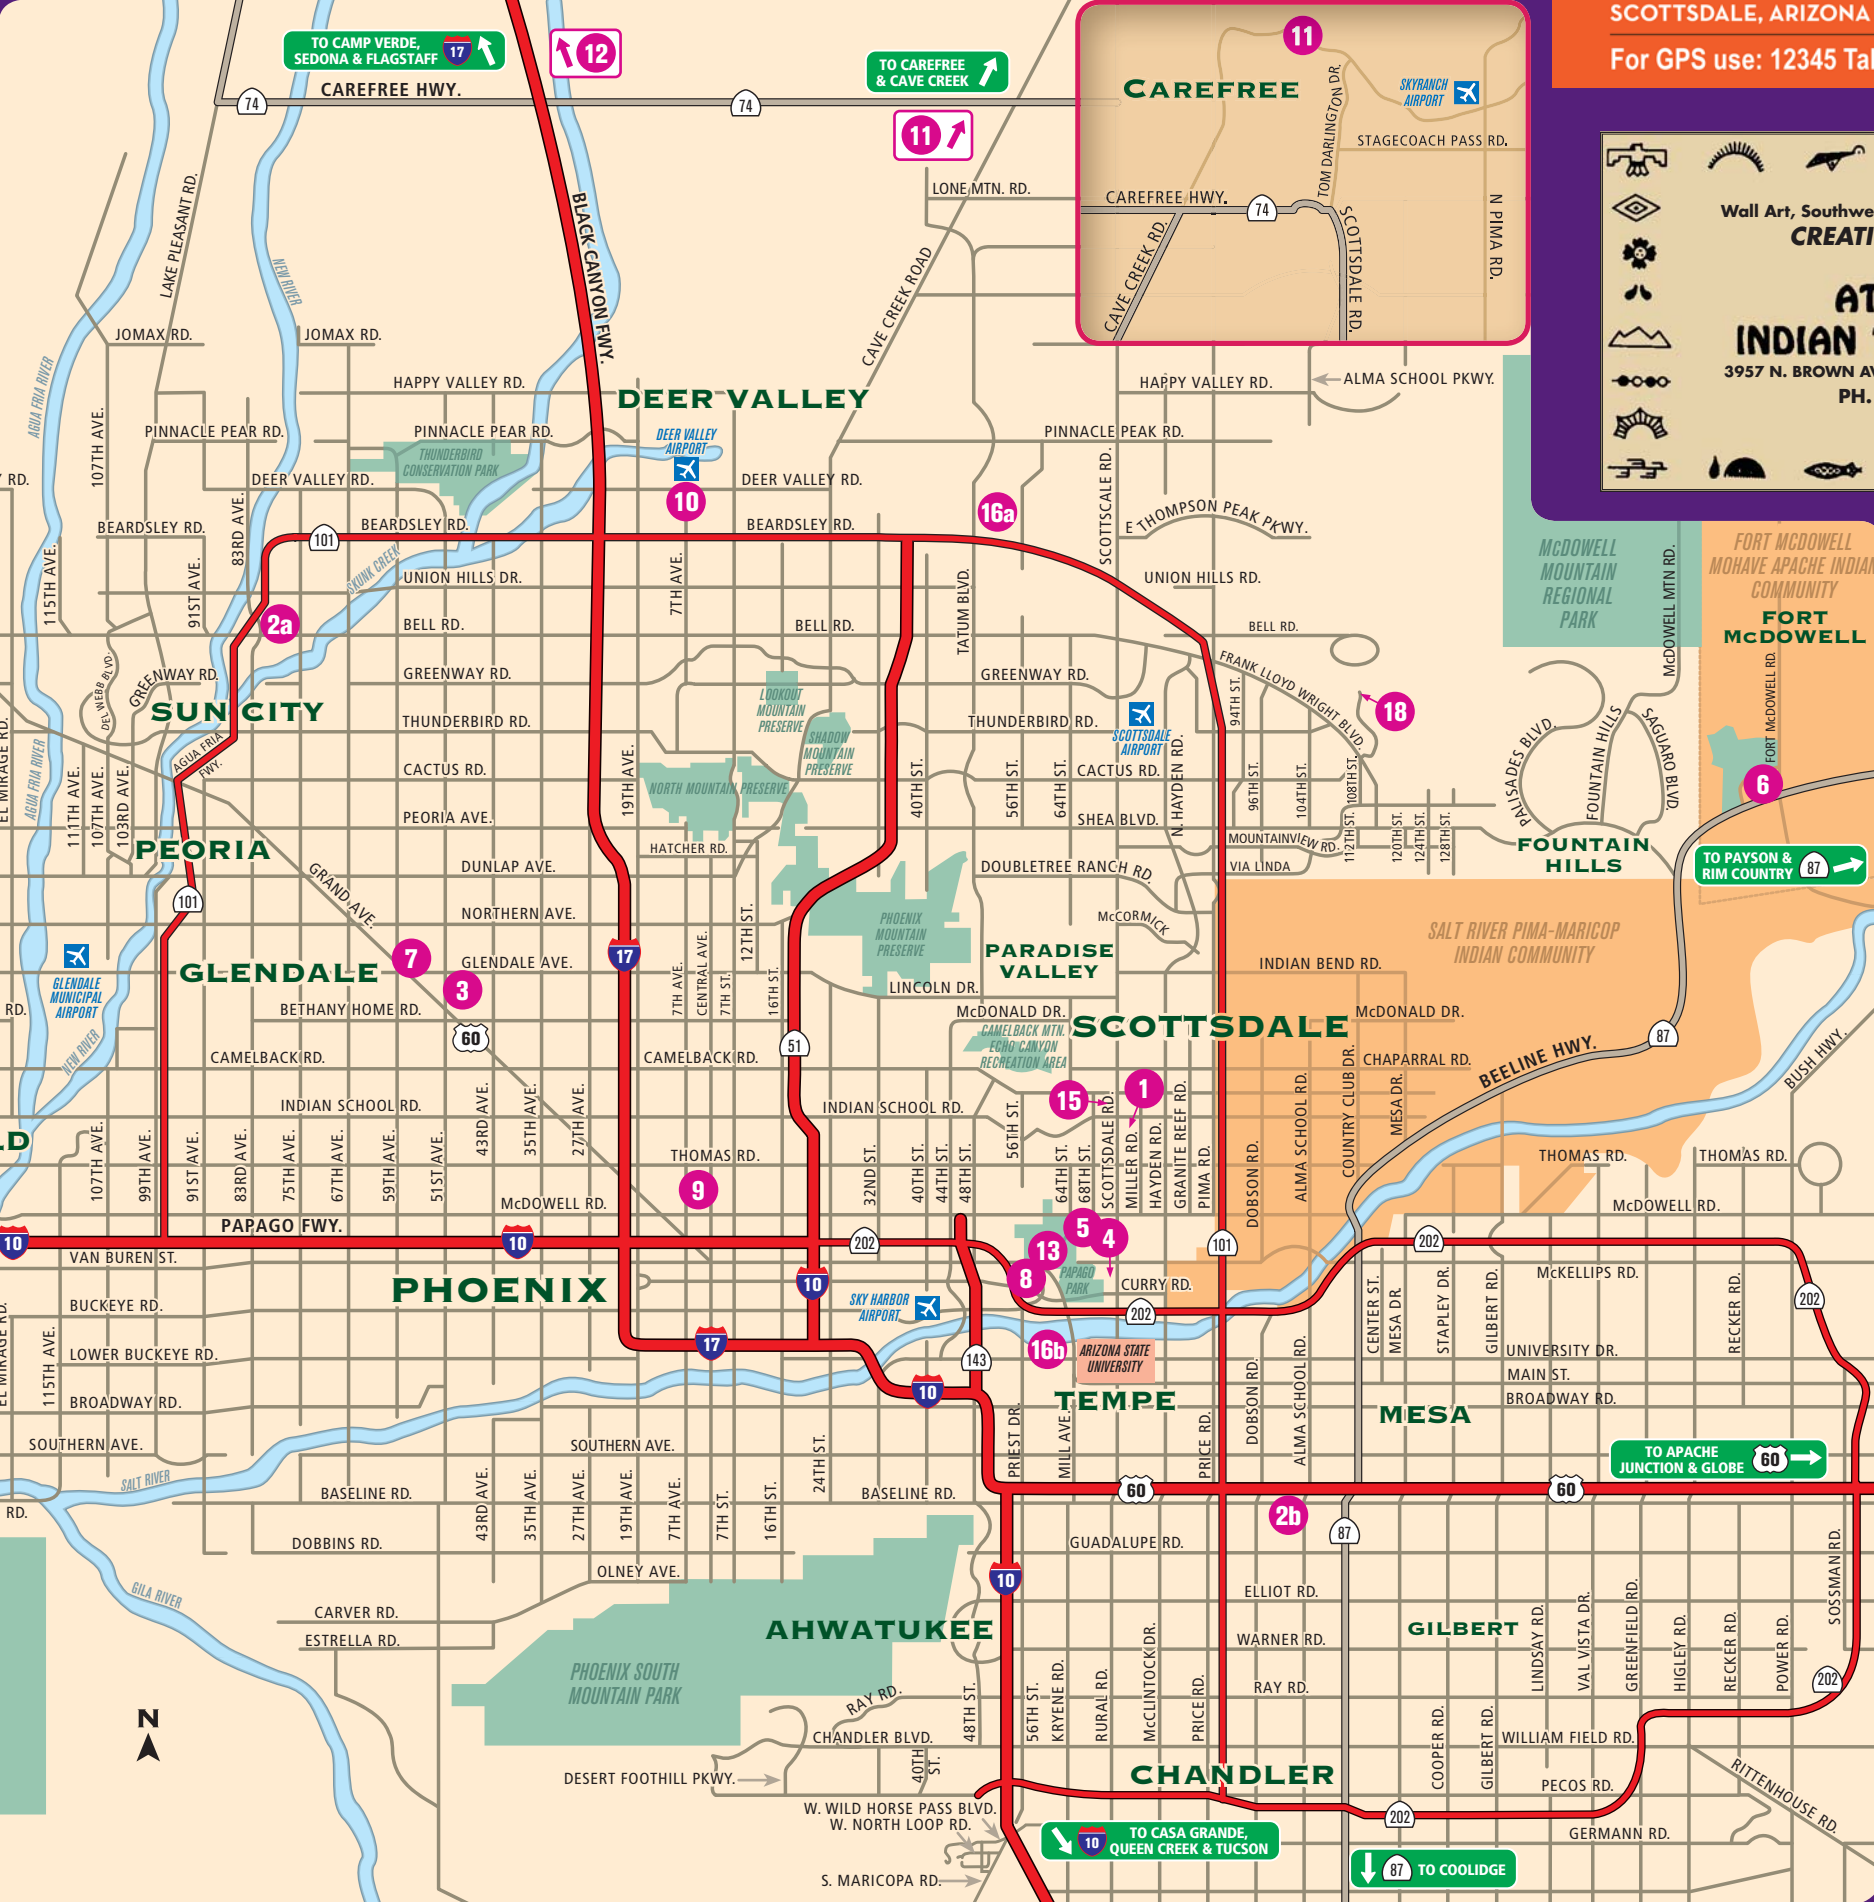 TO CAMP VERDE,
SEDONA & FLAGSTAFF 17
12
TO CAREFREE
& CAVE CREEK
11
CAREFREE HWY.
74
74
LONE MTN. RD.
LAKE PLEASANT RD.
NEW RIVER
BLACK CANYON FWY.
CAVE CREEK ROAD
CAREFREE
11
SKYRANCH
AIRPORT
TOM DARLINGTON DR.
STAGECOACH PASS RD.
CAREFREE HWY.
74
CAVE CREEK RD.
SCOTTSDALE RD.
N PIMA RD.
SCOTTSDALE, ARIZONA
For GPS use: 12345 Tal
Wall Art, Southwe
CREATI
AT
INDIAN
3957 N. BROWN AV
PH.
JOMAX RD.
JOMAX RD.
AGUA FRIA RIVER
107TH AVE.
HAPPY VALLEY RD.
DEER VALLEY
HAPPY VALLEY RD.
ALMA SCHOOL PKWY.
PINNACLE PEAR RD.
PINNACLE PEAR RD.
PINNACLE PEAK RD.
THUNDERBIRD
CONSERVATION PARK
DEER VALLEY
AIRPORT
10
RD.
DEER VALLEY RD.
DEER VALLEY RD.
SCOTTSCALE RD.
16a
E THOMPSON PEAK PKWY.
BEARDSLEY RD.
83RD AVE.
101
BEARDSLEY RD.
BEARDSLEY RD.
SKUNK CREEK
115TH AVE.
91ST AVE.
UNION HILLS DR.
7TH AVE.
TATUM BLVD.
UNION HILLS RD.
McDOWELL
MOUNTAIN
REGIONAL
PARK
McDOWELL MTN RD.
FORT MCDOWELL
MOHAVE APACHE INDIAN
COMMUNITY
FORT
McDOWELL
FORT McDOWELL RD.
2a
BELL RD.
BELL RD.
BELL RD.
DEL WEBB BLVD.
GREENWAY RD.
GREENWAY RD.
GREENWAY RD.
FRANK LLOYD WRIGHT BLVD.
94TH ST.
18
SUN CITY
THUNDERBIRD RD.
LOOKOUT
MOUNTAIN
PRESERVE
SHADOW
MOUNTAIN
PRESERVE
THUNDERBIRD RD.
SCOTTSDALE
AIRPORT
N. HAYDEN RD.
PALISADES BLVD.
FOUNTAIN HILLS
SAGUARO BLVD.
EL MIRAGE RD.
AGUA FRIA RIVER
AGUA FRIA
FWY.
111TH AVE.
107TH AVE.
103RD AVE.
CACTUS RD.
19TH AVE.
NORTH MOUNTAIN PRESERVE
40TH ST.
56TH ST.
64TH ST.
CACTUS RD.
96TH ST.
104TH ST.
108TH ST.
6
PEORIA
PEORIA AVE.
SHEA BLVD.
MOUNTAINVIEW RD.
112TH ST.
120TH ST.
124TH ST.
128TH ST.
FOUNTAIN
HILLS
TO PAYSON &
RIM COUNTRY 87
HATCHER RD.
GRAND AVE.
DUNLAP AVE.
DOUBLETREE RANCH RD.
VIA LINDA
101
NORTHERN AVE.
12TH ST.
PHOENIX
MOUNTAIN
PRESERVE
McCORMICK
SALT RIVER PIMA-MARICOP
INDIAN COMMUNITY
GLENDALE
MUNICIPAL
AIRPORT
GLENDALE
7
3
GLENDALE AVE.
17
7TH AVE.
CENTRAL AVE.
7TH ST.
16TH ST.
PARADISE
VALLEY
INDIAN BEND RD.
LINCOLN DR.
RD.
BETHANY HOME RD.
60
51
McDONALD DR.
CAMELBACK MTN.
ECHO CANYON
RECREATION AREA
SCOTTSDALE
McDONALD DR.
NEW RIVER
CAMELBACK RD.
CAMELBACK RD.
CHAPARRAL RD.
BEELINE HWY.
87
BUSH HWY.
INDIAN SCHOOL RD.
43RD AVE.
35TH AVE.
27TH AVE.
INDIAN SCHOOL RD.
56TH ST.
15
1
LD
107TH AVE.
99TH AVE.
91ST AVE.
83RD AVE.
75TH AVE.
67TH AVE.
59TH AVE.
51ST AVE.
THOMAS RD.
9
32ND ST.
40TH ST.
44TH ST.
48TH ST.
64TH ST.
68TH ST.
SCOTTSDALE RD.
MILLER RD.
HAYDEN RD.
GRANITE REEF RD.
PIMA RD.
DOBSON RD.
ALMA SCHOOL RD.
COUNTRY CLUB DR.
MESA DR.
THOMAS RD.
THOMAS RD.
McDOWELL RD.
McDOWELL RD.
10
PAPAGO FWY.
10
202
5
4
13
8
PAPAGO
PARK
101
202
VAN BUREN ST.
PHOENIX
10
CURRY RD.
McKELLIPS RD.
BUCKEYE RD.
SKY HARBOR
AIRPORT
202
CENTER ST.
MESA DR.
STAPLEY DR.
GILBERT RD.
RECKER RD.
202
EL MIRAGE RD.
115TH AVE.
LOWER BUCKEYE RD.
17
143
16b
ARIZONA STATE
UNIVERSITY
UNIVERSITY DR.
MAIN ST.
BROADWAY RD.
10
TEMPE
DOBSON RD.
ALMA SCHOOL RD.
MESA
BROADWAY RD.
SOUTHERN AVE.
SOUTHERN AVE.
24TH ST.
PRIEST DR.
MILL AVE.
PRICE RD.
TO APACHE
JUNCTION & GLOBE 60
SALT RIVER
BASELINE RD.
BASELINE RD.
60
60
RD.
43RD AVE.
35TH AVE.
27TH AVE.
19TH AVE.
7TH AVE.
7TH ST.
16TH ST.
2b
87
DOBBINS RD.
GUADALUPE RD.
SOSSMAN RD.
OLNEY AVE.
10
ELLIOT RD.
GILA RIVER
CARVER RD.
ESTRELLA RD.
AHWATUKEE
WARNER RD.
GILBERT
LINDSAY RD.
VAL VISTA DR.
GREENFIELD RD.
HIGLEY RD.
RECKER RD.
POWER RD.
PHOENIX SOUTH
MOUNTAIN PARK
RAY RD.
48TH ST.
56TH ST.
KRYENE RD.
RURAL RD.
McCLINTOCK DR.
PRICE RD.
RAY RD.
202
N
CHANDLER BLVD.
COOPER RD.
GILBERT RD.
WILLIAM FIELD RD.
DESERT FOOTHILL PKWY.
40TH
ST.
CHANDLER
PECOS RD.
RITTENHOUSE RD.
W. WILD HORSE PASS BLVD.
W. NORTH LOOP RD.
202
10 TO CASA GRANDE,
QUEEN CREEK & TUCSON
GERMANN RD.
S. MARICOPA RD.
87 TO COOLIDGE